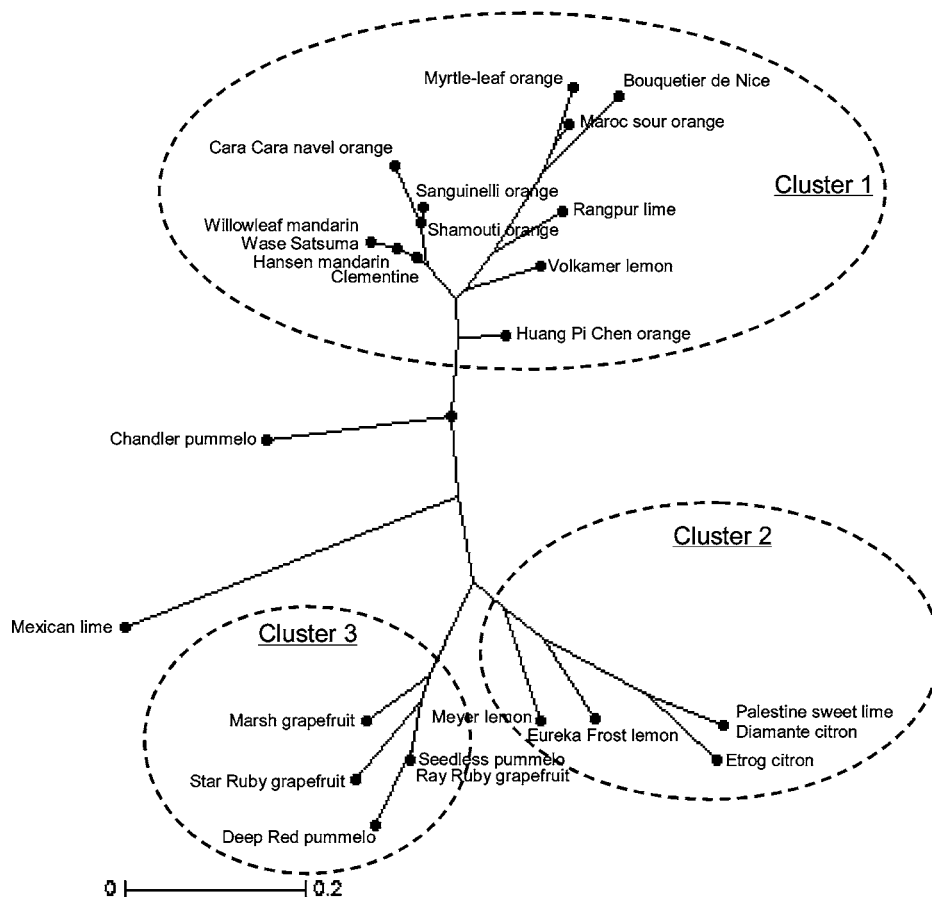 Myrtle-leaf orange
Bouquetier de Nice
Maroc sour orange
Cara Cara navel orange
Cluster 1
Sanguinelli orange
Rangpur lime
Willowleaf mandarin
Shamouti orange
Wase Satsuma
Hansen mandarin
Volkamer lemon
Clementine
Huang Pi Chen orange
Chandler pummelo
Cluster 2
Mexican lime
Cluster 3
Marsh grapefruit
Meyer lemon
Eureka Frost lemon
Palestine sweet lime
Diamante citron
Seedless pummelo
Ray Ruby grapefruit
Etrog citron
Star Ruby grapefruit
Deep Red pummelo
0 0.2